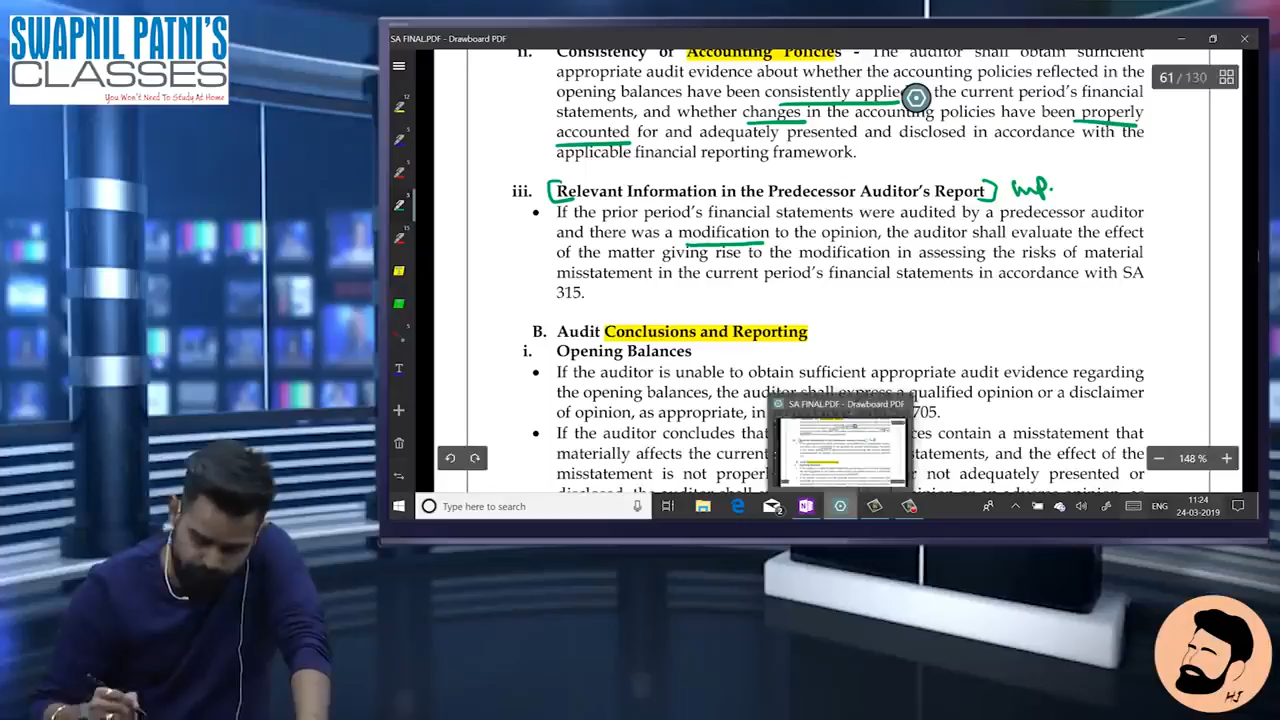 SWAPNIL PATNI'S
CLASSES
You Won't Need To Study At Home
SA FINAL.PDF - Drawboard PDF
61 / 130
ii. Consistency of Accounting Policies - The auditor shall obtain sufficient
appropriate audit evidence about whether the accounting policies reflected in the
opening balances have been consistently applied the current period's financial
statements, and whether changes in the accounting policies have been properly
accounted for and adequately presented and disclosed in accordance with the
applicable financial reporting framework.
iii. [Relevant Information in the Predecessor Auditor's Report] Imp.
• If the prior period's financial statements were audited by a predecessor auditor
and there was a modification to the opinion, the auditor shall evaluate the effect
of the matter giving rise to the modification in assessing the risks of material
misstatement in the current period's financial statements in accordance with SA
315.
B. Audit Conclusions and Reporting
i. Opening Balances
• If the auditor is unable to obtain sufficient appropriate audit evidence regarding
the opening balances, the auditor shall express a qualified opinion or a disclaimer
of opinion, as appropriate, in 705.
SA FINAL.PDF - Drawboard PDF
• If the auditor concludes that ces contain a misstatement that
materially affects the current statements, and the effect of the
misstatement is not properl not adequately presented or
148 %
Type here to search
ENG
11:24
24-03-2019
HJ